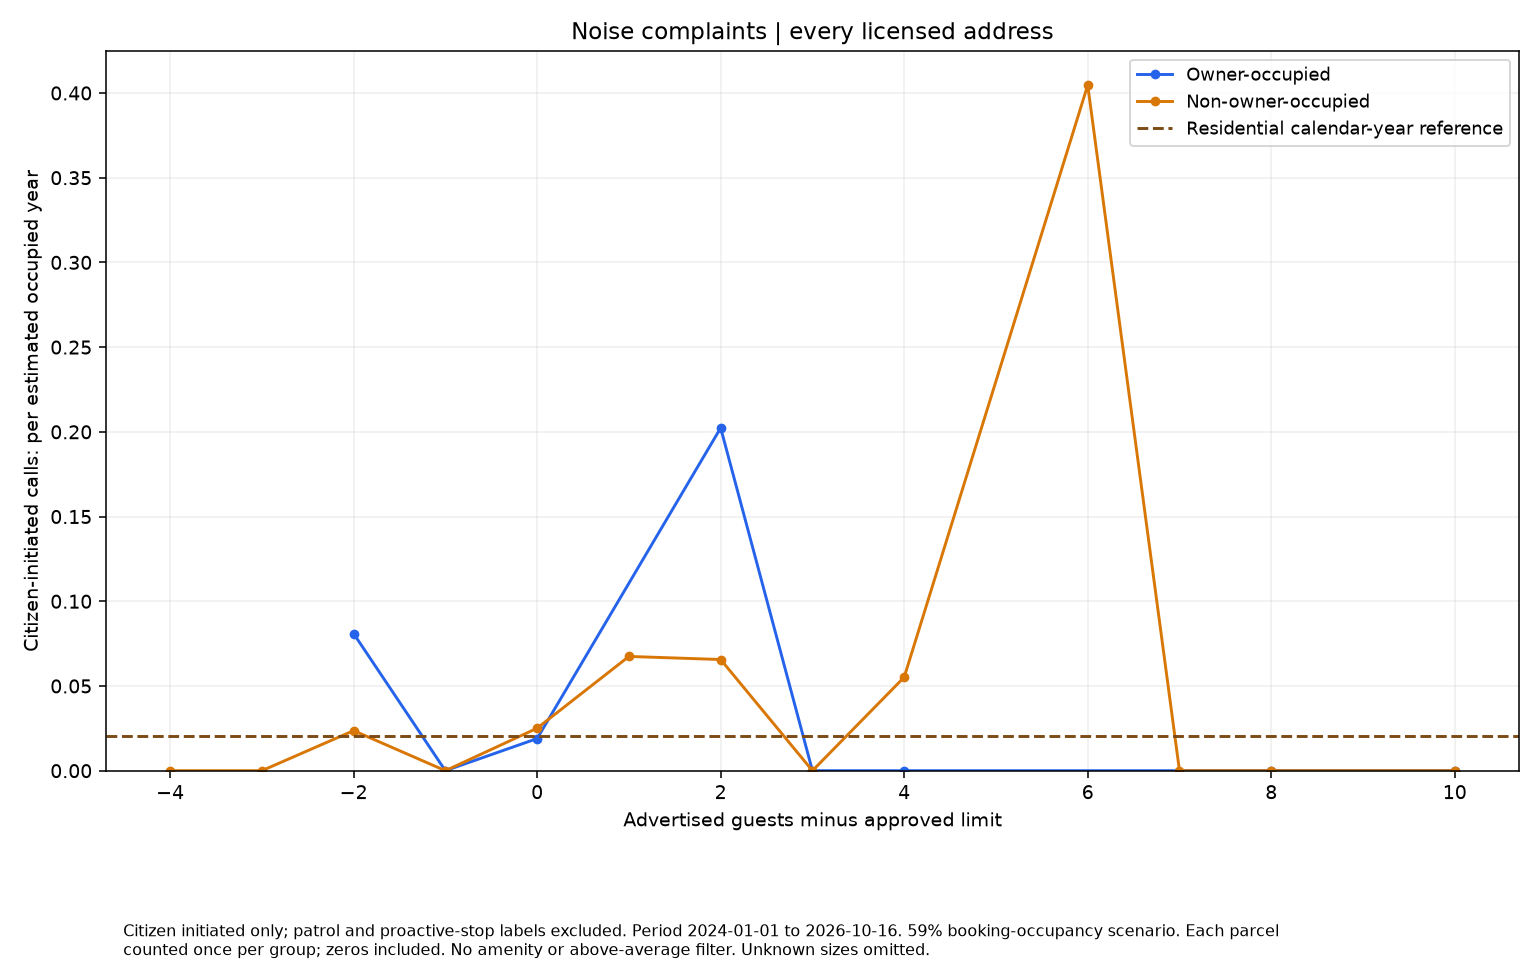 Noise complaints | every licensed address
Owner-occupied
Non-owner-occupied
Residential calendar-year reference
Citizen-initiated calls: per estimated occupied year
0.40
0.35
0.30
0.25
0.20
0.15
0.10
0.05
0.00
−4
−2
0
2
4
6
8
10
Advertised guests minus approved limit
Citizen initiated only; patrol and proactive-stop labels excluded. Period 2024-01-01 to 2026-10-16. 59% booking-occupancy scenario. Each parcel
counted once per group; zeros included. No amenity or above-average filter. Unknown sizes omitted.